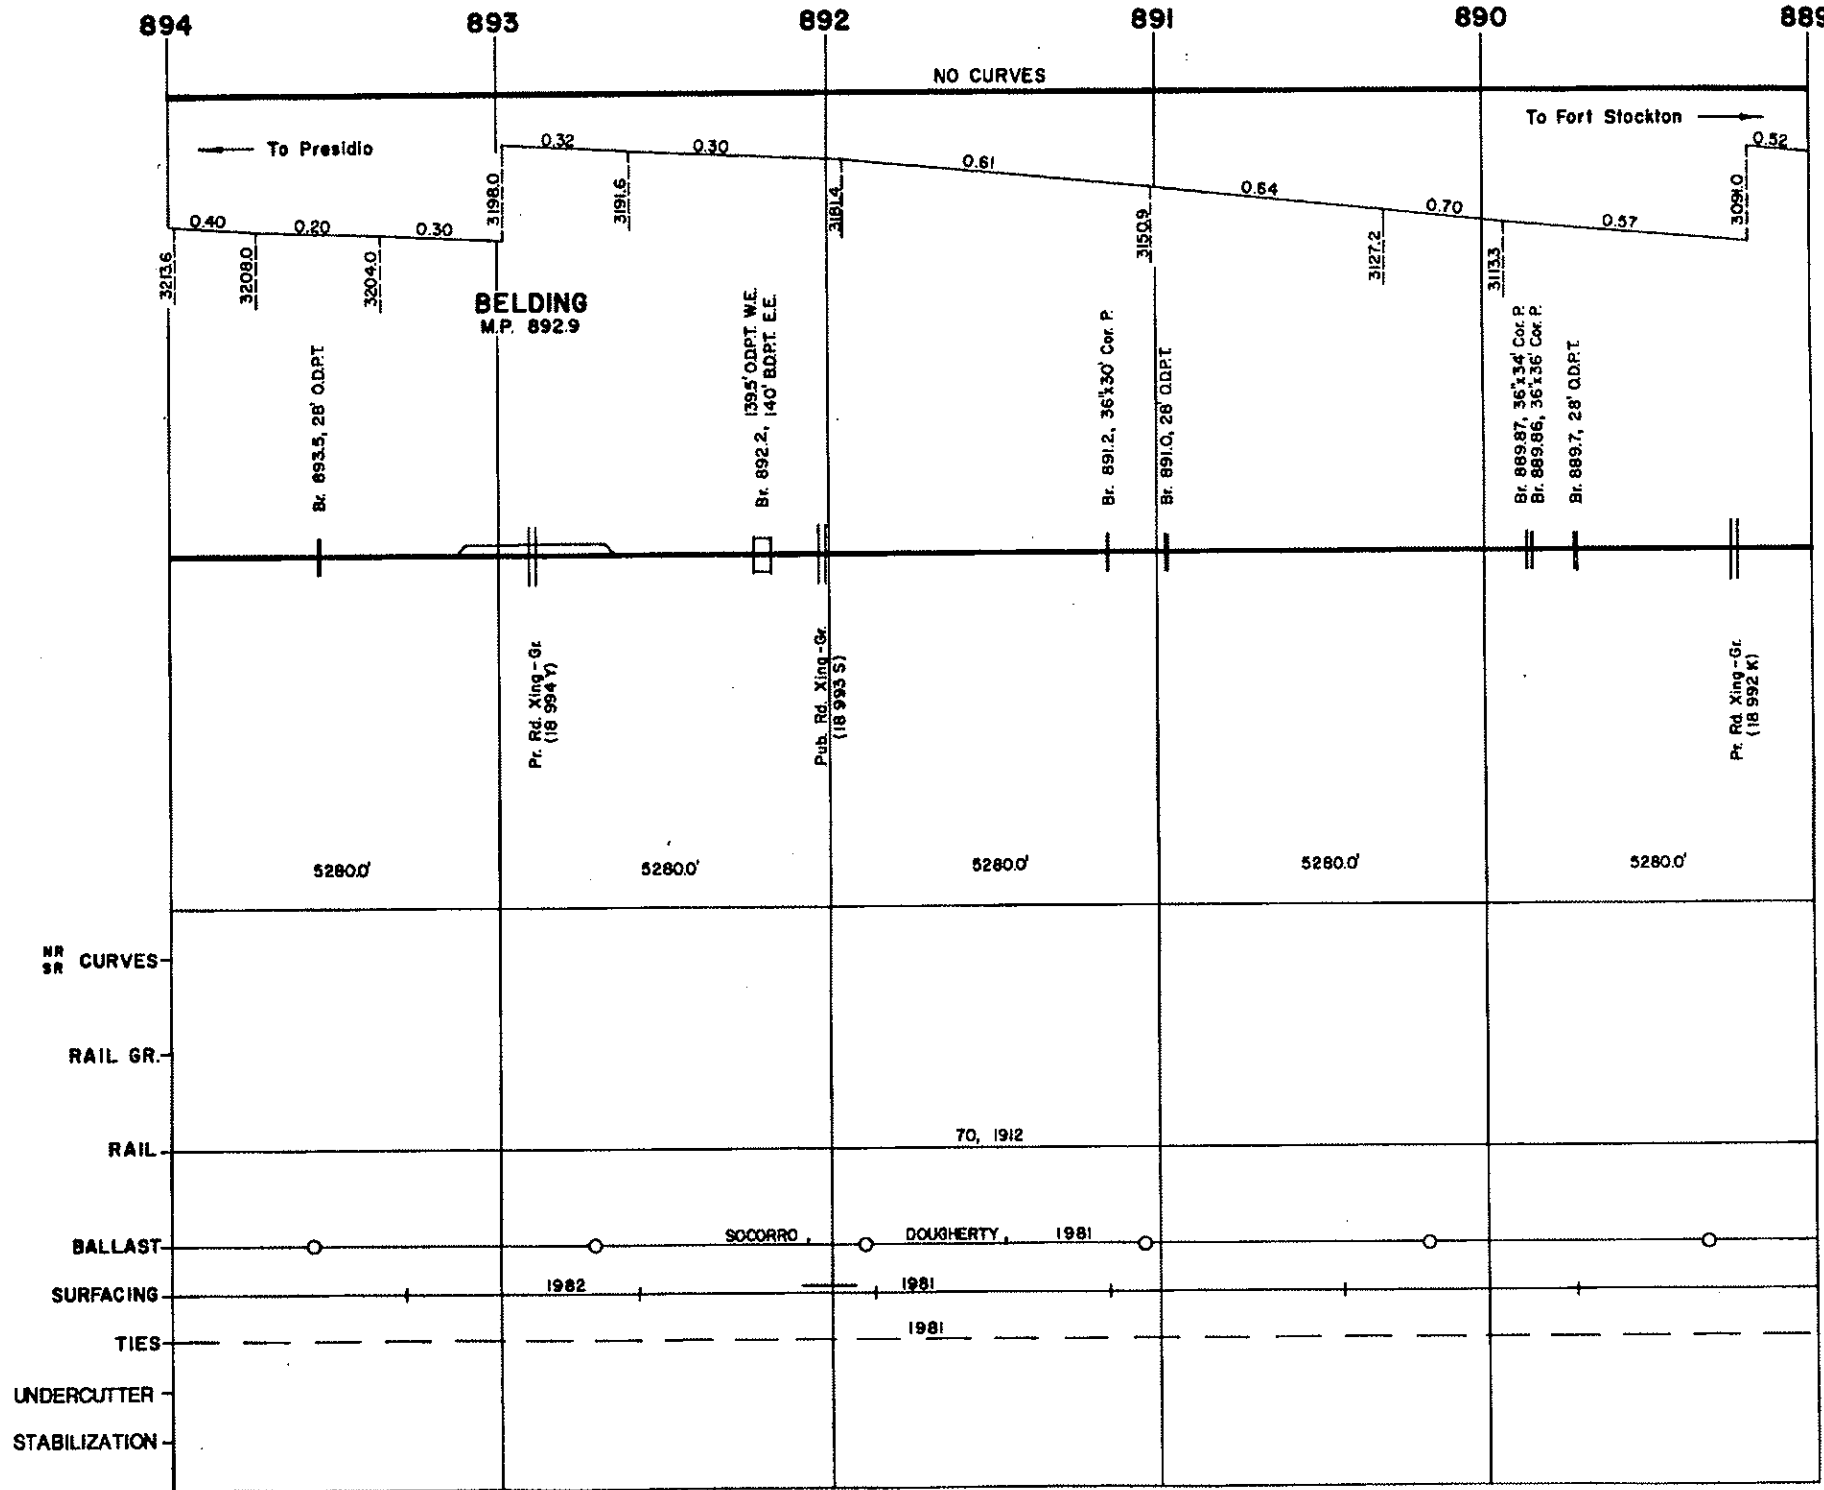 894 893 892 891 890 889
NO CURVES
To Presidio
To Fort Stockton
0.40 0.20 0.30 0.32 0.30 0.61 0.64 0.70 0.57 0.52
3213.6
3208.0
3204.0
3198.0
3191.6
3181.4
3150.9
3127.2
3113.3
3091.0
BELDING
M.P. 892.9
Br. 893.5, 28' O.D.P.T.
Br. 892.2, 139.5' O.D.P.T. W.E.
140' B.D.P.T. E.E.
Br. 891.2, 36"x30' Cor. P.
Br. 891.0, 28' O.D.P.T.
Br. 889.87, 36"x34' Cor. P.
Br. 889.86, 36"x36' Cor. P.
Br. 889.7, 28' O.D.P.T.
Pr. Rd. Xing-Gr.
(18 994 Y)
Pub. Rd. Xing-Gr.
(18 993 S)
Pr. Rd. Xing-Gr.
(18 992 K)
5280.0' 5280.0' 5280.0' 5280.0' 5280.0'
NR
SR CURVES
RAIL GR.
RAIL 70, 1912
BALLAST SOCORRO, DOUGHERTY, 1981
SURFACING 1982 1981
TIES 1981
UNDERCUTTER
STABILIZATION